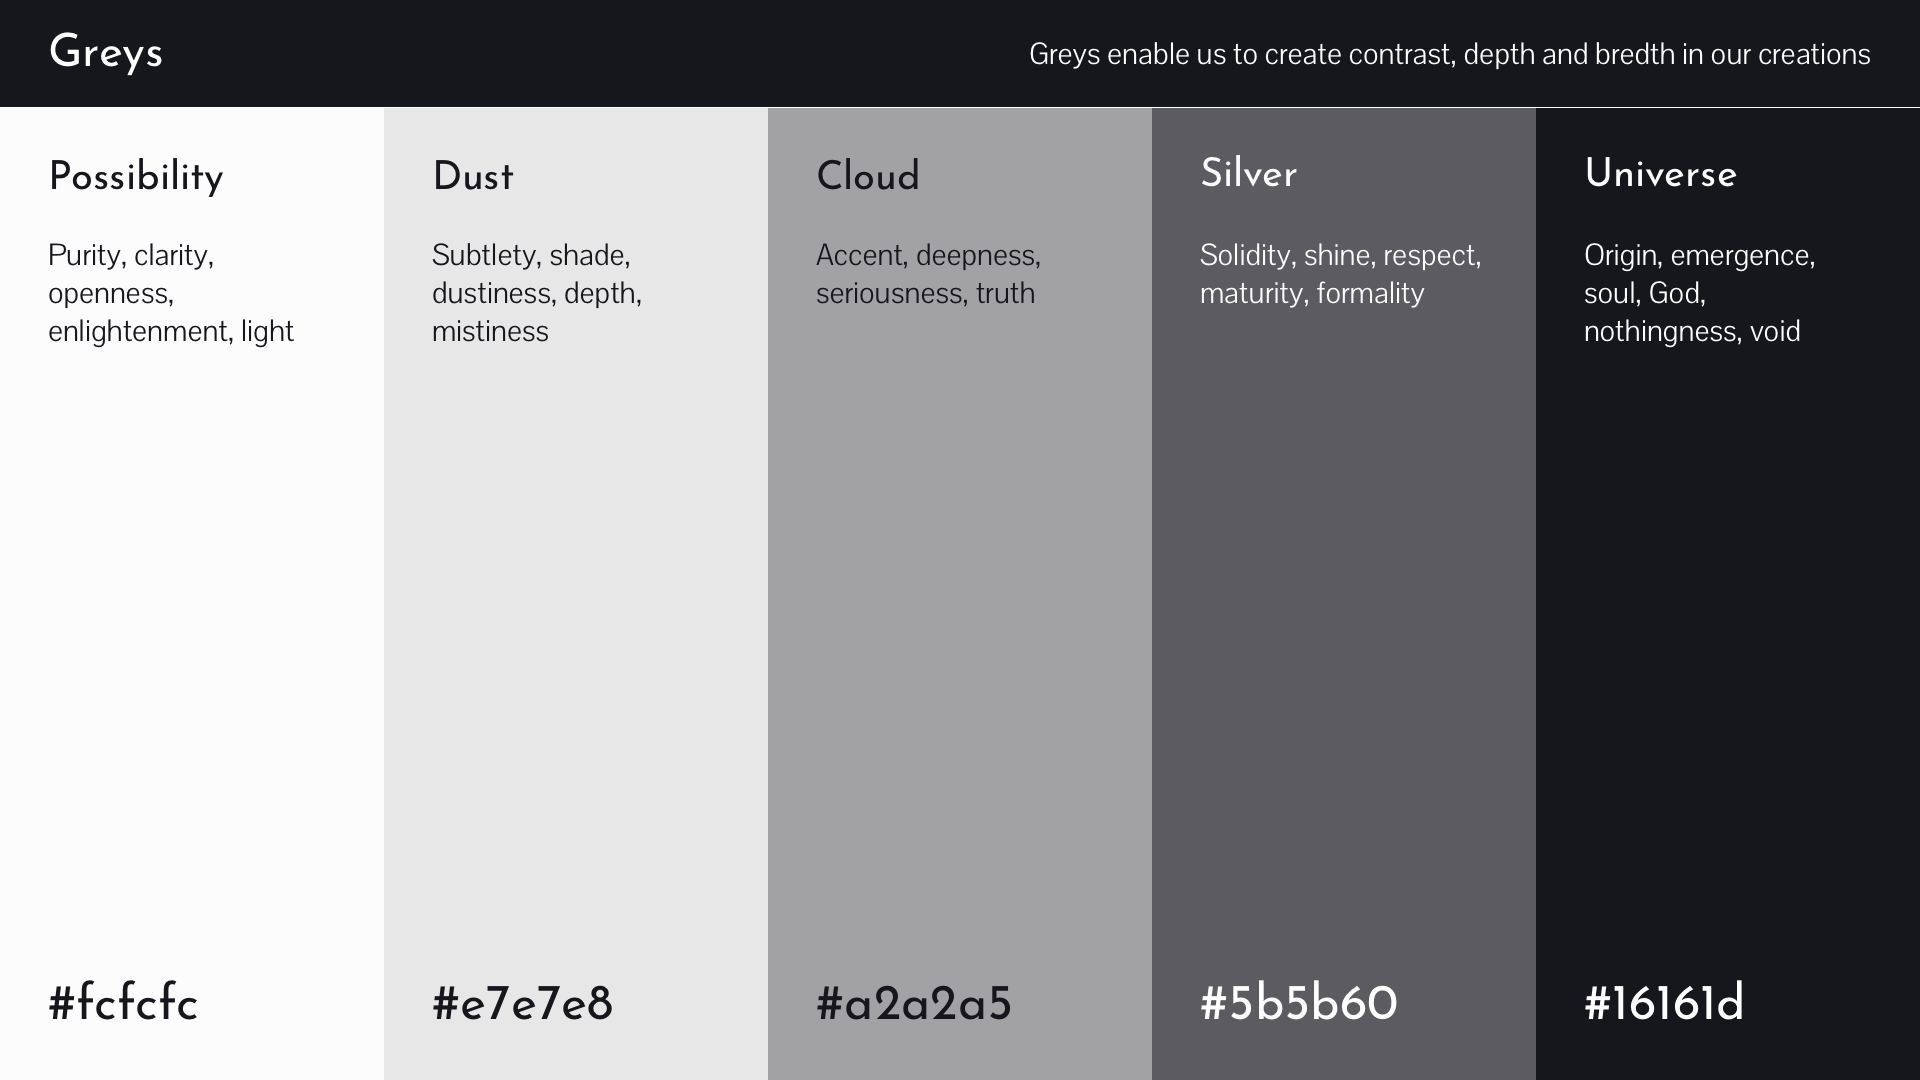 Greys
Greys enable us to create contrast, depth and bredth in our creations
Possibility
Purity, clarity,
openness,
enlightenment, light
#fcfcfc
Dust
Subtlety, shade,
dustiness, depth,
mistiness
#e7e7e8
Cloud
Accent, deepness,
seriousness, truth
#a2a2a5
Silver
Solidity, shine, respect,
maturity, formality
#5b5b60
Universe
Origin, emergence,
soul, God,
nothingness, void
#16161d